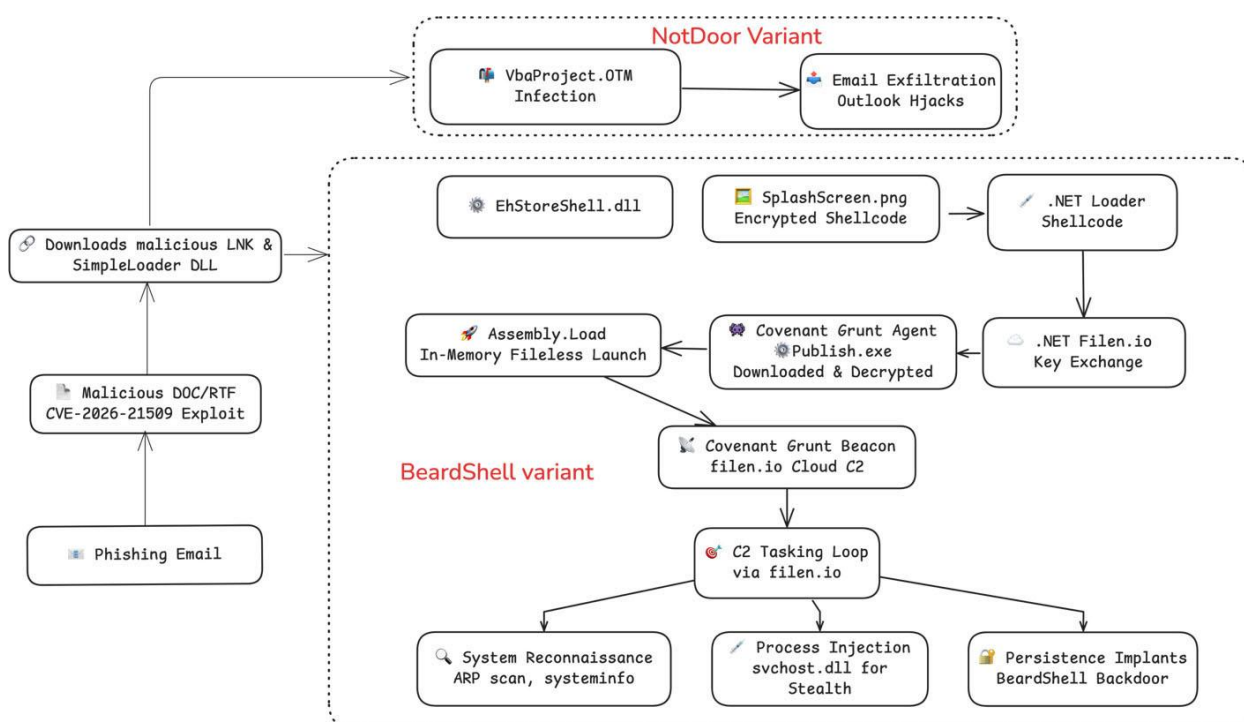 NotDoor Variant
VbaProject.OTM
Infection
Email Exfiltration
Outlook Hjacks
EhStoreShell.dll
SplashScreen.png
Encrypted Shellcode
.NET Loader
Shellcode
Downloads malicious LNK &
SimpleLoader DLL
Assembly.Load
In-Memory Fileless Launch
Covenant Grunt Agent
Publish.exe
Downloaded & Decrypted
.NET Filen.io
Key Exchange
Malicious DOC/RTF
CVE-2026-21509 Exploit
Covenant Grunt Beacon
filen.io Cloud C2
BeardShell variant
Phishing Email
C2 Tasking Loop
via filen.io
System Reconnaissance
ARP scan, systeminfo
Process Injection
svchost.dll for
Stealth
Persistence Implants
BeardShell Backdoor